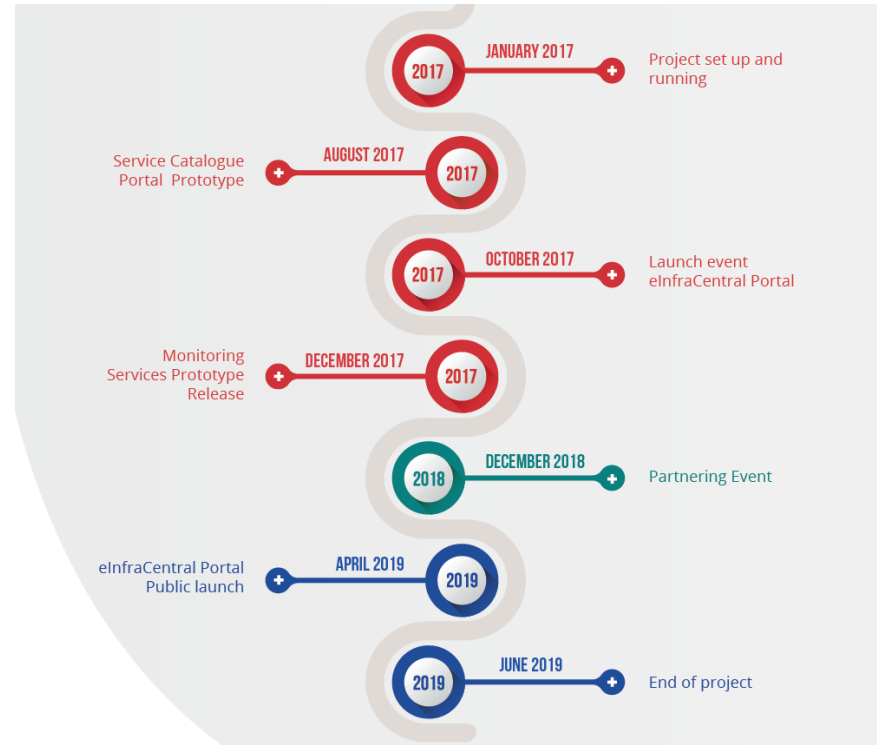 2017
JANUARY 2017
Project set up and
running
Service Catalogue
Portal Prototype
AUGUST 2017
2017
2017
OCTOBER 2017
Launch event
eInfraCentral Portal
Monitoring
Services Prototype
Release
DECEMBER 2017
2017
2018
DECEMBER 2018
Partnering Event
eInfraCentral Portal
Public launch
APRIL 2019
2019
2019
JUNE 2019
End of project